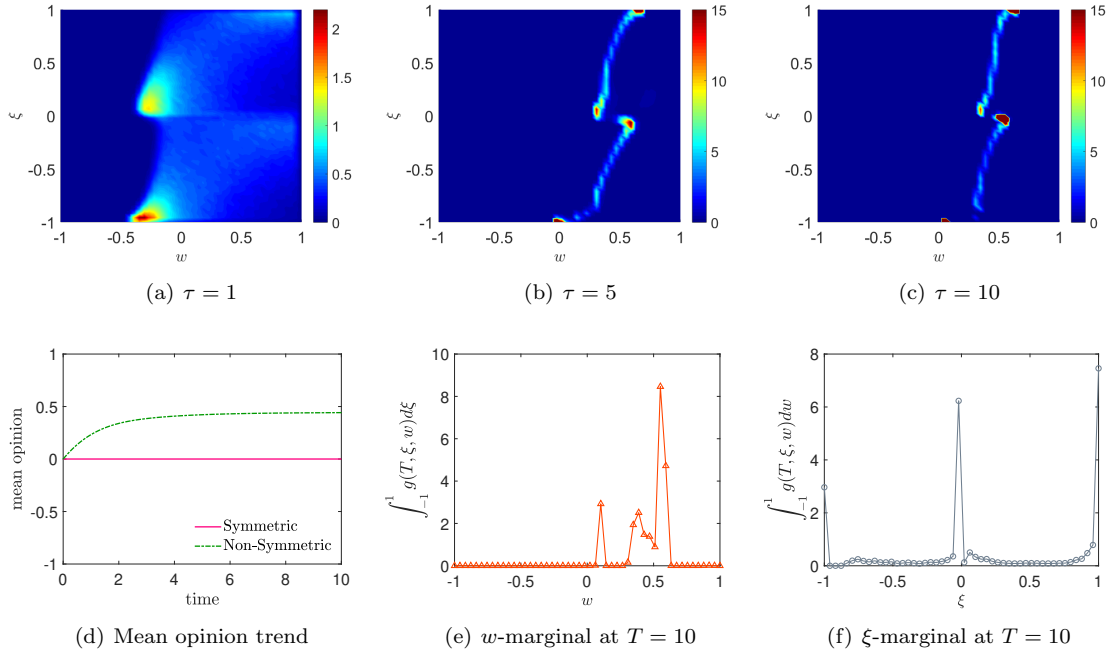 1
0.5
0
-0.5
-1
ξ
-1 -0.5 0 0.5 1
w
2
1.5
1
0.5
0
(a) τ = 1
1
0.5
0
-0.5
-1
ξ
-1 -0.5 0 0.5 1
w
15
10
5
0
(b) τ = 5
1
0.5
0
-0.5
-1
ξ
-1 -0.5 0 0.5 1
w
15
10
5
0
(c) τ = 10
1
0.5
0
-0.5
-1
mean opinion
Symmetric
Non-Symmetric
0 2 4 6 8 10
time
(d) Mean opinion trend
10
8
6
4
2
0
∫_{-1}^{1} g(T, ξ, w)dξ
-1 -0.5 0 0.5 1
w
(e) w-marginal at T = 10
8
6
4
2
0
∫_{-1}^{1} g(T, ξ, w)dw
-1 -0.5 0 0.5 1
ξ
(f) ξ-marginal at T = 10